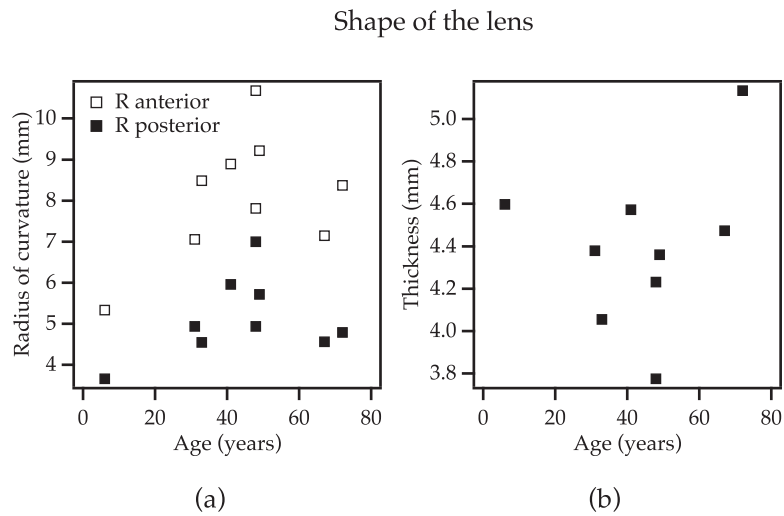 Shape of the lens
R anterior
R posterior
Radius of curvature (mm)
10
9
8
7
6
5
4
0 20 40 60 80
Age (years)
(a)
Thickness (mm)
5.0
4.8
4.6
4.4
4.2
4.0
3.8
0 20 40 60 80
Age (years)
(b)